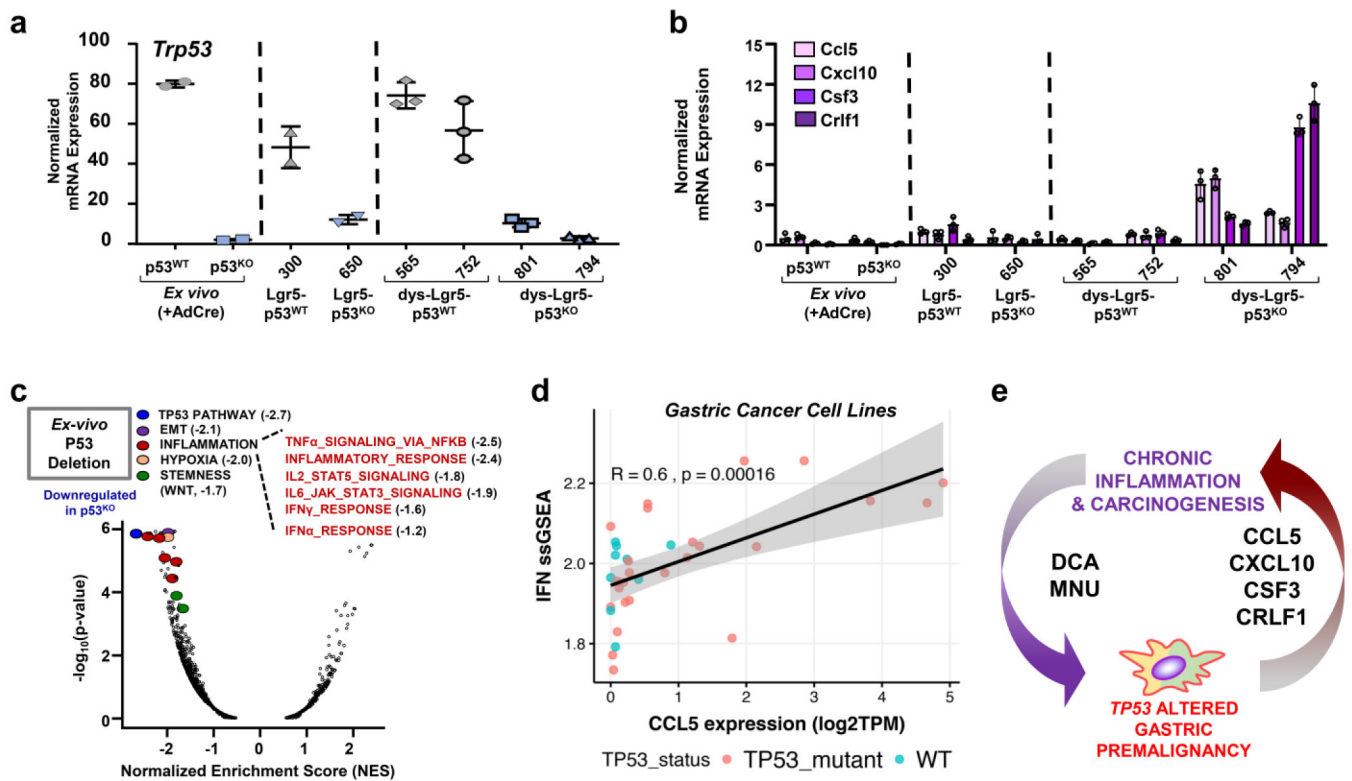 a
Trp53
Normalized
mRNA Expression
100
80
60
40
20
0
p53WT
p53KO
300
650
565
752
801
794
Ex vivo
(+AdCre)
Lgr5-
p53WT
Lgr5-
p53KO
dys-Lgr5-
p53WT
dys-Lgr5-
p53KO
b
Normalized
mRNA Expression
15
12
9
6
3
0
Ccl5
Cxcl10
Csf3
Crlf1
p53WT
p53KO
300
650
565
752
801
794
Ex vivo
(+AdCre)
Lgr5-
p53WT
Lgr5-
p53KO
dys-Lgr5-
p53WT
dys-Lgr5-
p53KO
c
Ex-vivo
P53
Deletion
Downregulated
in p53KO
TP53 PATHWAY (-2.7)
EMT (-2.1)
INFLAMMATION
HYPOXIA (-2.0)
STEMNESS
(WNT, -1.7)
TNFα_SIGNALING_VIA_NFKB (-2.5)
INFLAMMATORY_RESPONSE (-2.4)
IL2_STAT5_SIGNALING (-1.8)
IL6_JAK_STAT3_SIGNALING (-1.9)
IFNγ_RESPONSE (-1.6)
IFNα_RESPONSE (-1.2)
-log10(p-value)
6
4
2
0
-2
-1
0
1
2
Normalized Enrichment Score (NES)
d
Gastric Cancer Cell Lines
R = 0.6 , p = 0.00016
IFN ssGSEA
2.2
2.0
1.8
0
1
2
3
4
5
CCL5 expression (log2TPM)
TP53_status TP53_mutant WT
e
CHRONIC
INFLAMMATION
& CARCINOGENESIS
DCA
MNU
CCL5
CXCL10
CSF3
CRLF1
TP53 ALTERED
GASTRIC
PREMALIGNANCY